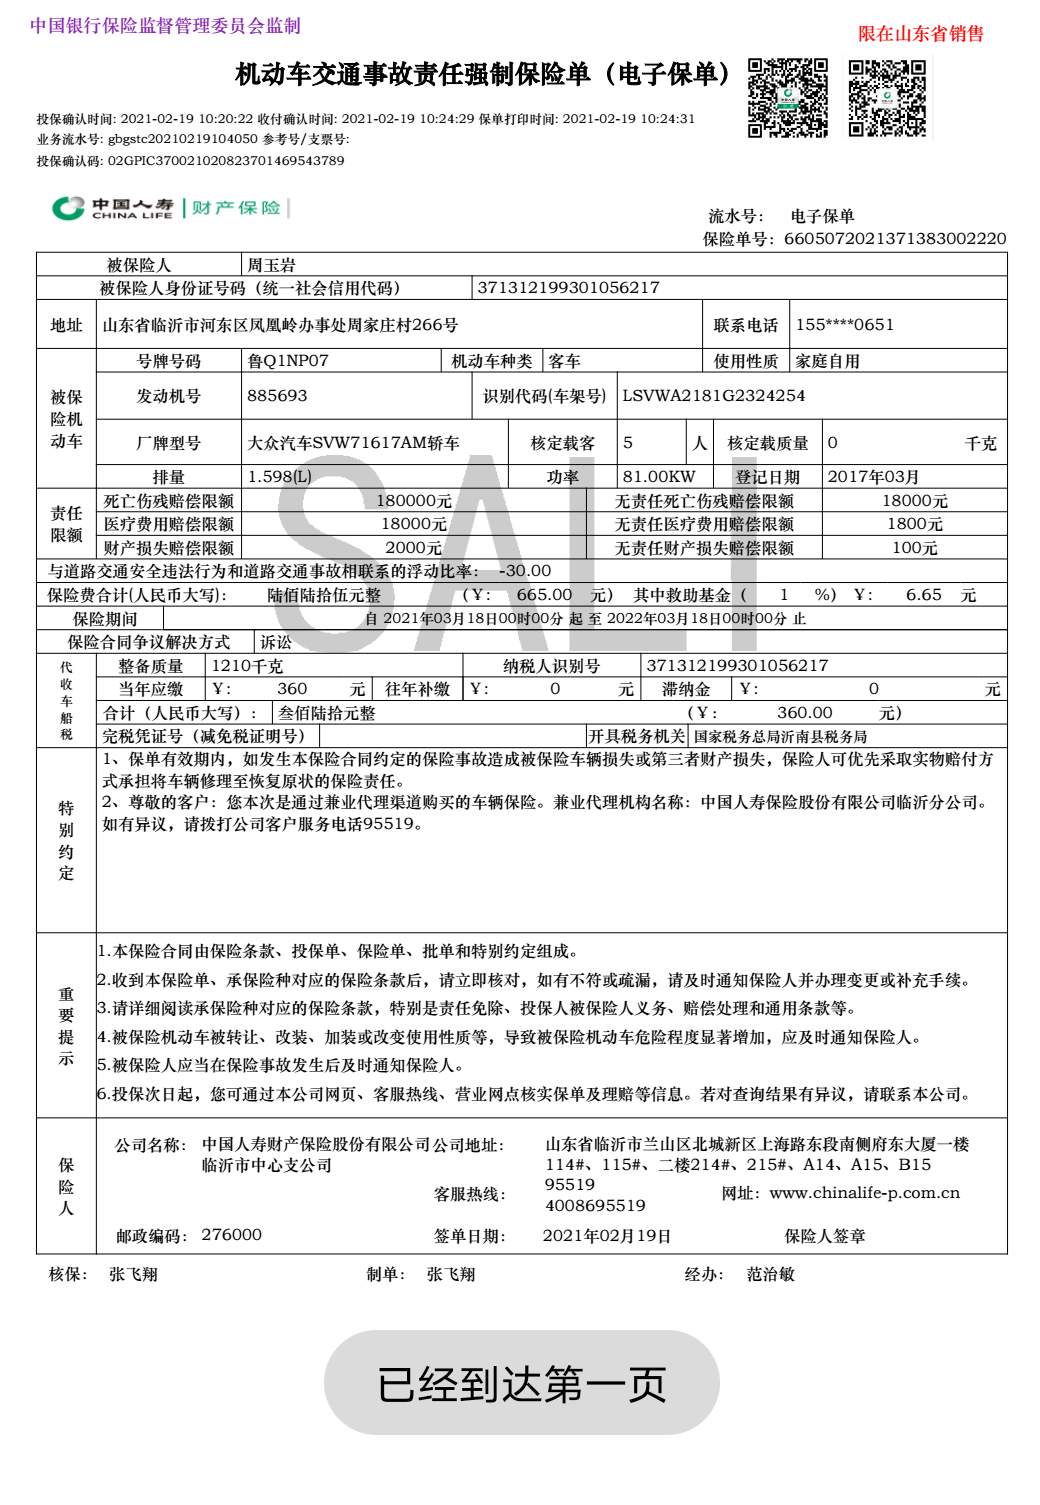 中国银行保险监督管理委员会监制
限在山东省销售
机动车交通事故责任强制保险单（电子保单）
投保确认时间: 2021-02-19 10:20:22 收付确认时间: 2021-02-19 10:24:29 保单打印时间: 2021-02-19 10:24:31
业务流水号: gbgstc20210219104050 参考号/支票号:
投保确认码: 02GPIC370021020823701469543789
中国人寿 CHINA LIFE 财产保险
流水号： 电子保单
保险单号：6605072021371383002220
被保险人 周玉岩
被保险人身份证号码（统一社会信用代码） 371312199301056217
地址 山东省临沂市河东区凤凰岭办事处周家庄村266号 联系电话 155****0651
被保险机动车
号牌号码 鲁Q1NP07 机动车种类 客车 使用性质 家庭自用
发动机号 885693 识别代码(车架号) LSVWA2181G2324254
厂牌型号 大众汽车SVW71617AM轿车 核定载客 5 人 核定载质量 0 千克
排量 1.598(L) 功率 81.00KW 登记日期 2017年03月
责任限额
死亡伤残赔偿限额 180000元 无责任死亡伤残赔偿限额 18000元
医疗费用赔偿限额 18000元 无责任医疗费用赔偿限额 1800元
财产损失赔偿限额 2000元 无责任财产损失赔偿限额 100元
与道路交通安全违法行为和道路交通事故相联系的浮动比率： -30.00
保险费合计(人民币大写)： 陆佰陆拾伍元整 （¥： 665.00 元） 其中救助基金（ 1 %）¥： 6.65 元
保险期间 自 2021年03月18日00时00分 起 至 2022年03月18日00时00分 止
保险合同争议解决方式 诉讼
代收车船税
整备质量 1210千克 纳税人识别号 371312199301056217
当年应缴 ¥： 360 元 往年补缴 ¥： 0 元 滞纳金 ¥： 0 元
合计（人民币大写）： 叁佰陆拾元整 （¥： 360.00 元）
完税凭证号（减免税证明号） 开具税务机关 国家税务总局沂南县税务局
特别约定
1、保单有效期内，如发生本保险合同约定的保险事故造成被保险车辆损失或第三者财产损失，保险人可优先采取实物赔付方
式承担将车辆修理至恢复原状的保险责任。
2、尊敬的客户：您本次是通过兼业代理渠道购买的车辆保险。兼业代理机构名称：中国人寿保险股份有限公司临沂分公司。
如有异议，请拨打公司客户服务电话95519。
重要提示
1.本保险合同由保险条款、投保单、保险单、批单和特别约定组成。
2.收到本保险单、承保险种对应的保险条款后，请立即核对，如有不符或疏漏，请及时通知保险人并办理变更或补充手续。
3.请详细阅读承保险种对应的保险条款，特别是责任免除、投保人被保险人义务、赔偿处理和通用条款等。
4.被保险机动车被转让、改装、加装或改变使用性质等，导致被保险机动车危险程度显著增加，应及时通知保险人。
5.被保险人应当在保险事故发生后及时通知保险人。
6.投保次日起，您可通过本公司网页、客服热线、营业网点核实保单及理赔等信息。若对查询结果有异议，请联系本公司。
保险人
公司名称： 中国人寿财产保险股份有限公司 公司地址： 山东省临沂市兰山区北城新区上海路东段南侧府东大厦一楼
临沂市中心支公司 114#、115#、二楼214#、215#、A14、A15、B15
客服热线： 95519 网址：www.chinalife-p.com.cn
4008695519
邮政编码： 276000 签单日期： 2021年02月19日 保险人签章
核保： 张飞翔 制单： 张飞翔 经办： 范治敏
SALI
已经到达第一页